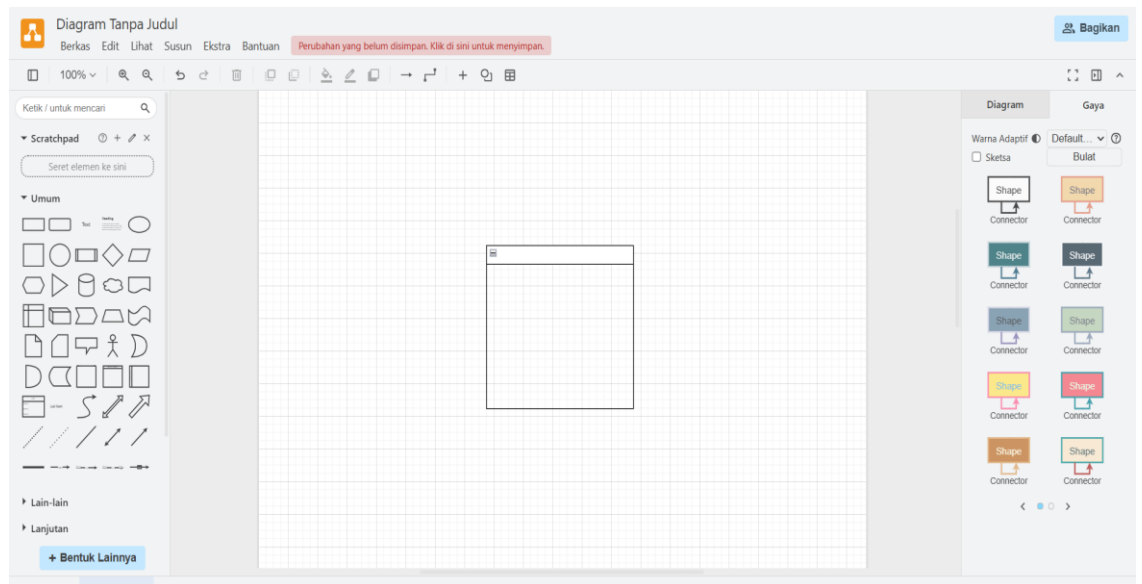 Diagram Tanpa Judul
Berkas Edit Lihat Susun Ekstra Bantuan Perubahan yang belum disimpan. Klik di sini untuk menyimpan.
Bagikan
100%
Ketik / untuk mencari
Scratchpad
Seret elemen ke sini
Umum
Text
Heading
Lain-lain
Lanjutan
+ Bentuk Lainnya
Diagram Gaya
Warna Adaptif Default...
Sketsa Bulat
Shape Shape
Connector Connector
Shape Shape
Connector Connector
Shape Shape
Connector Connector
Shape Shape
Connector Connector
Shape Shape
Connector Connector